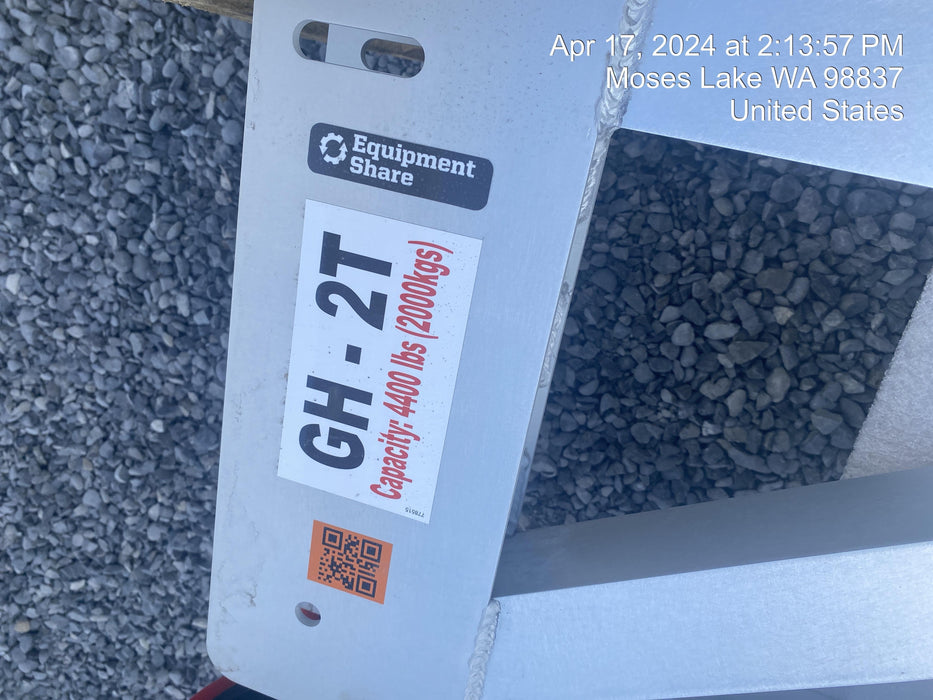 Apr 17, 2024 at 2:13:57 PM
Moses Lake WA 98837
United States
Equipment
Share
GH - 2T
Capacity: 4400 lbs (2000kgs)
778515